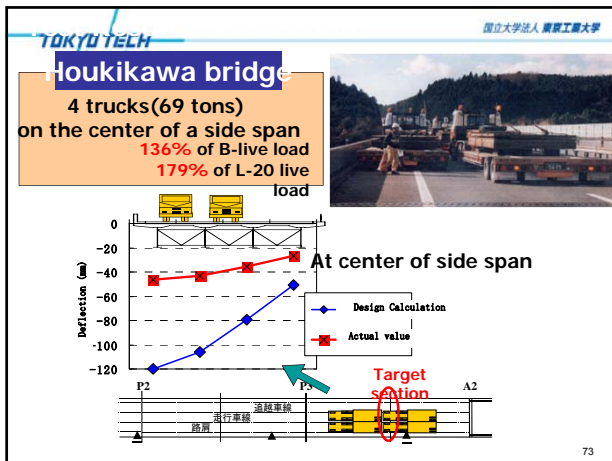 TOKYO TECH
国立大学法人 東京工業大学
Houkikawa bridge
4 trucks(69 tons)
on the center of a side span
136% of B-live load
179% of L-20 live
load
0
-20
-40
-60
-80
-100
-120
Deflection (mm)
At center of side span
Design Calculation
Actual value
Target
section
P2
P3
A2
追越車線
走行車線
路肩
73